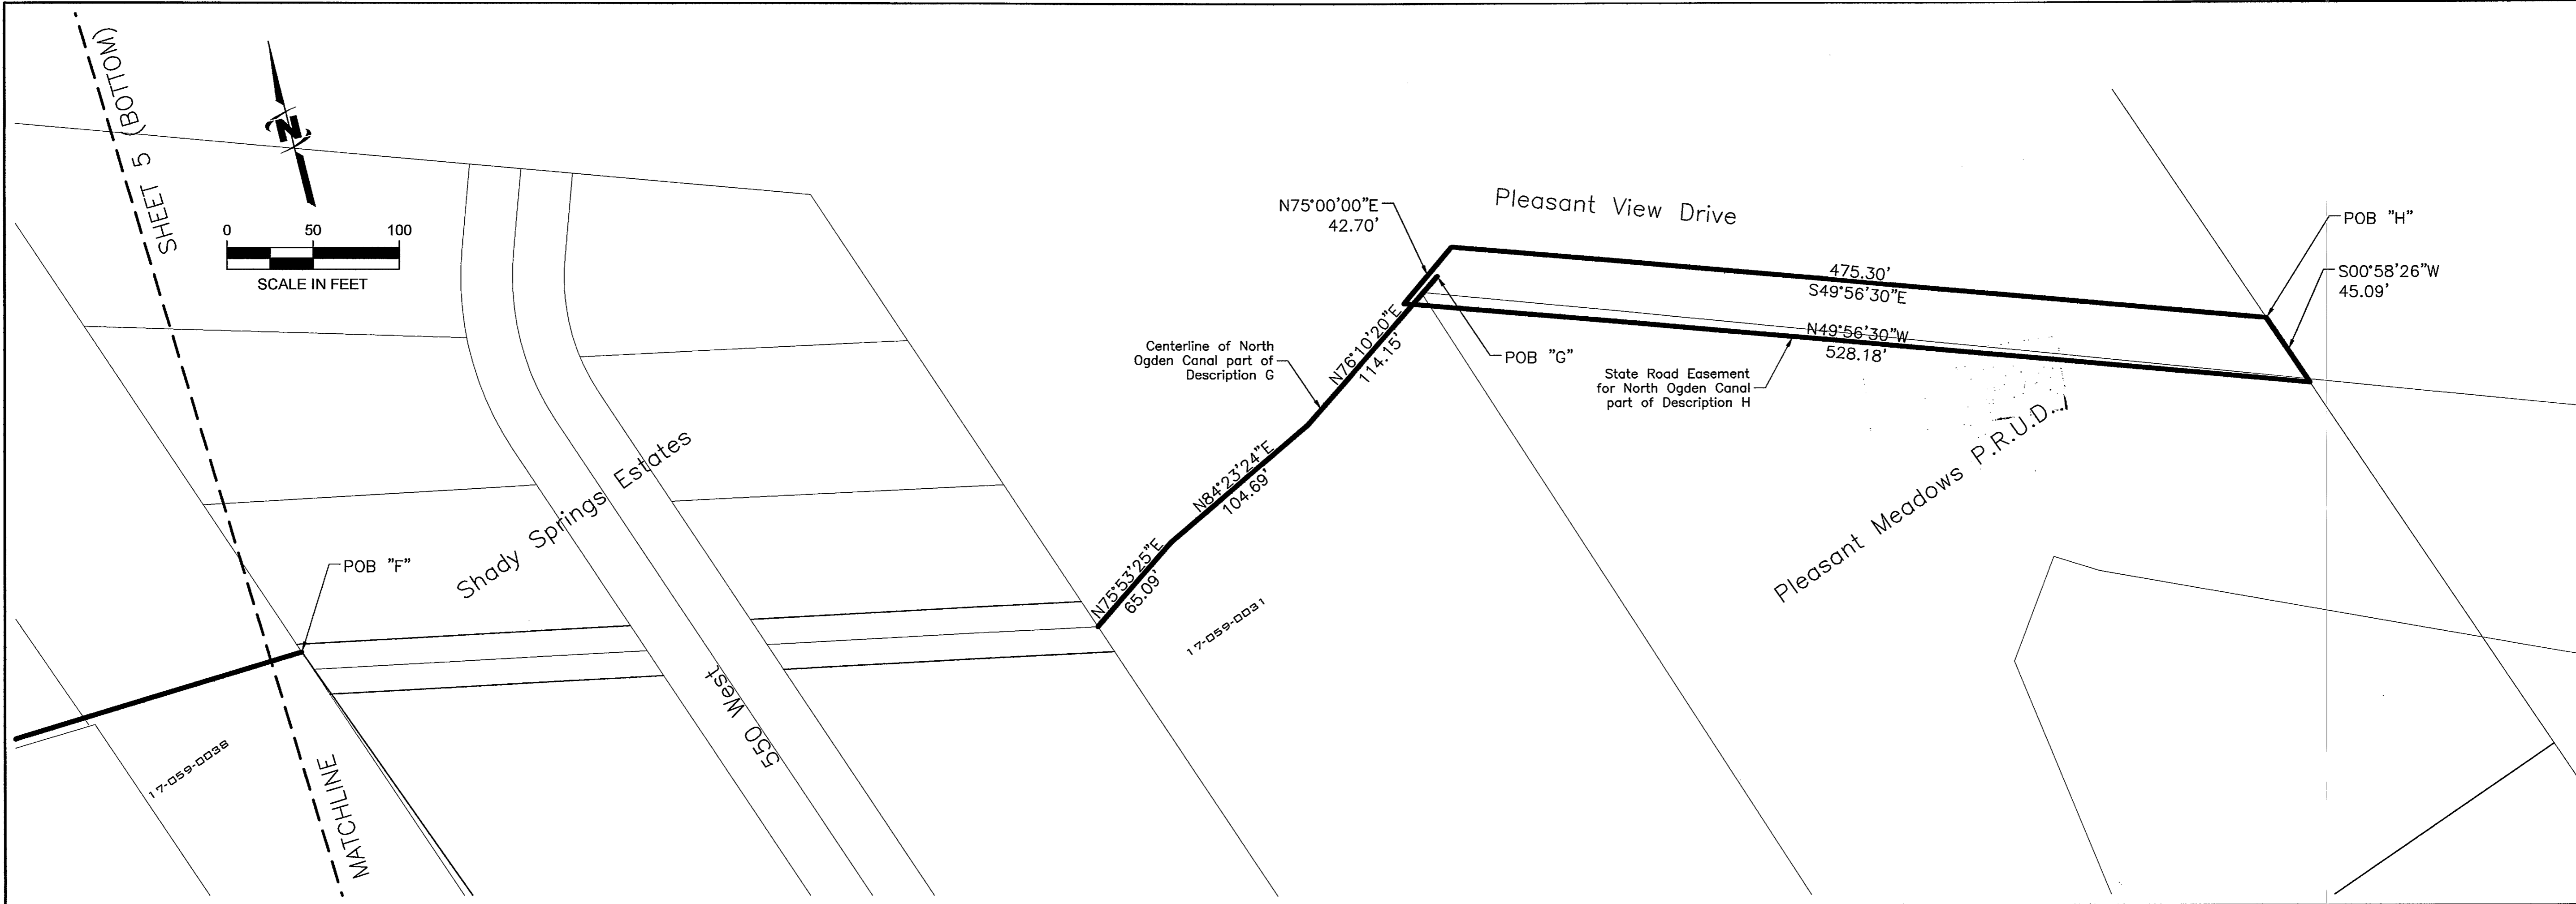 SHEET 5 (BOTTOM)
N
0 50 100
SCALE IN FEET
N75°00'00"E
42.70'
Pleasant View Drive
POB "H"
S00°58'26"W
45.09'
475.30'
S49°56'30"E
N49°56'30"W
528.18'
POB "G"
N76°10'20"E
114.15'
Centerline of North
Ogden Canal part of
Description G
State Road Easement
for North Ogden Canal
part of Description H
N84°23'24"E
104.69'
N75°53'25"E
65.09'
Shady Springs Estates
Pleasant Meadows P.R.U.D.
POB "F"
17-059-0031
550 West
17-059-0038
MATCHLINE